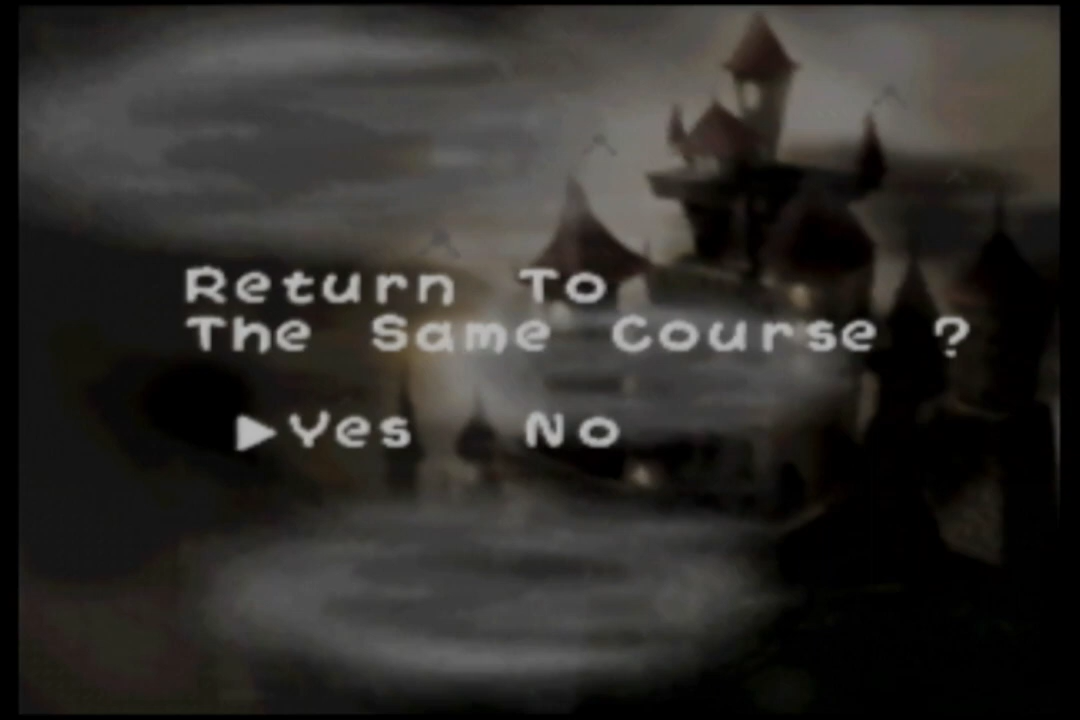 Return To
The Same Course ?
▶Yes No